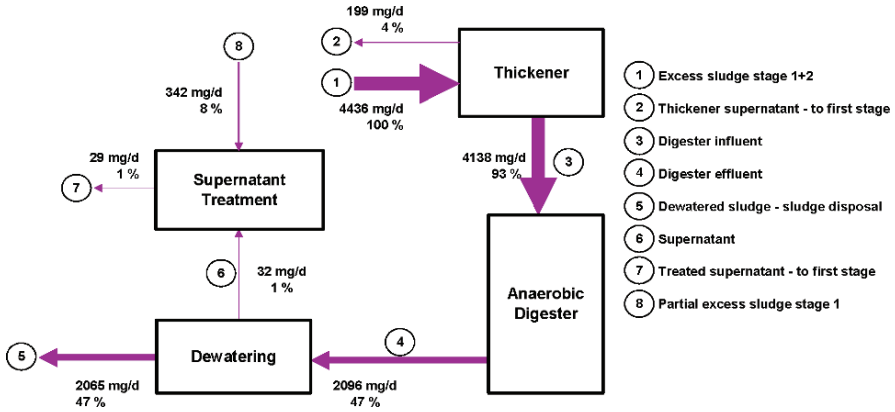 199 mg/d
4 %
2
8
Thickener
1
342 mg/d
8 %
4436 mg/d
100 %
4138 mg/d
93 %
3
29 mg/d
1 %
7
Supernatant
Treatment
6
32 mg/d
1 %
Anaerobic
Digester
4
5
Dewatering
2065 mg/d
47 %
2096 mg/d
47 %
1 Excess sludge stage 1+2
2 Thickener supernatant - to first stage
3 Digester influent
4 Digester effluent
5 Dewatered sludge - sludge disposal
6 Supernatant
7 Treated supernatant - to first stage
8 Partial excess sludge stage 1